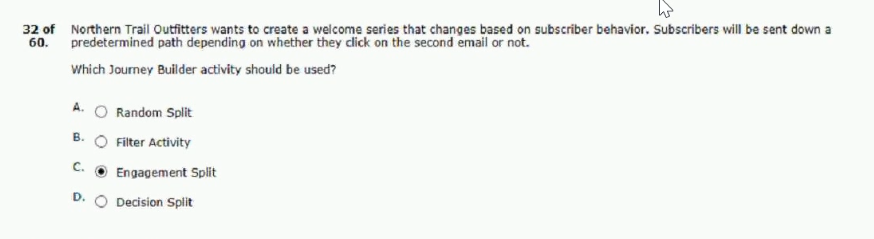 32 of Northern Trail Outfitters wants to create a welcome series that changes based on subscriber behavior. Subscribers will be sent down a
60. predetermined path depending on whether they click on the second email or not.
Which Journey Builder activity should be used?
A. Random Split
B. Filter Activity
C. Engagement Split
D. Decision Split